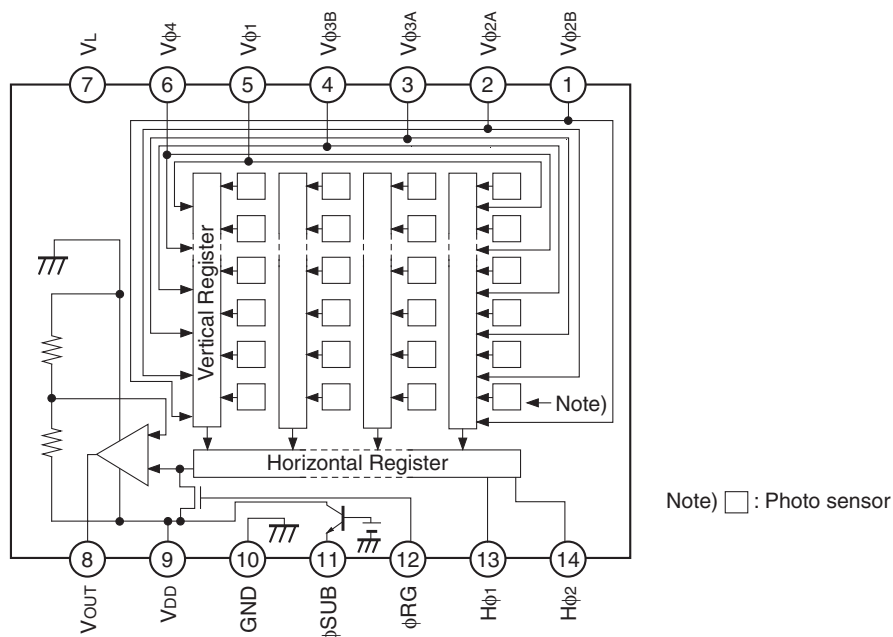 VL Vϕ4 Vϕ1 Vϕ3B Vϕ3A Vϕ2A Vϕ2B
7 6 5 4 3 2 1
Vertical Register
Note)
Horizontal Register
Note) : Photo sensor
8 9 10 11 12 13 14
VOUT VDD GND ϕSUB ϕRG Hϕ1 Hϕ2